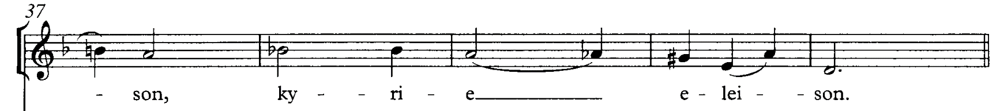 37
- son, ky - - ri - e e - lei - - son.